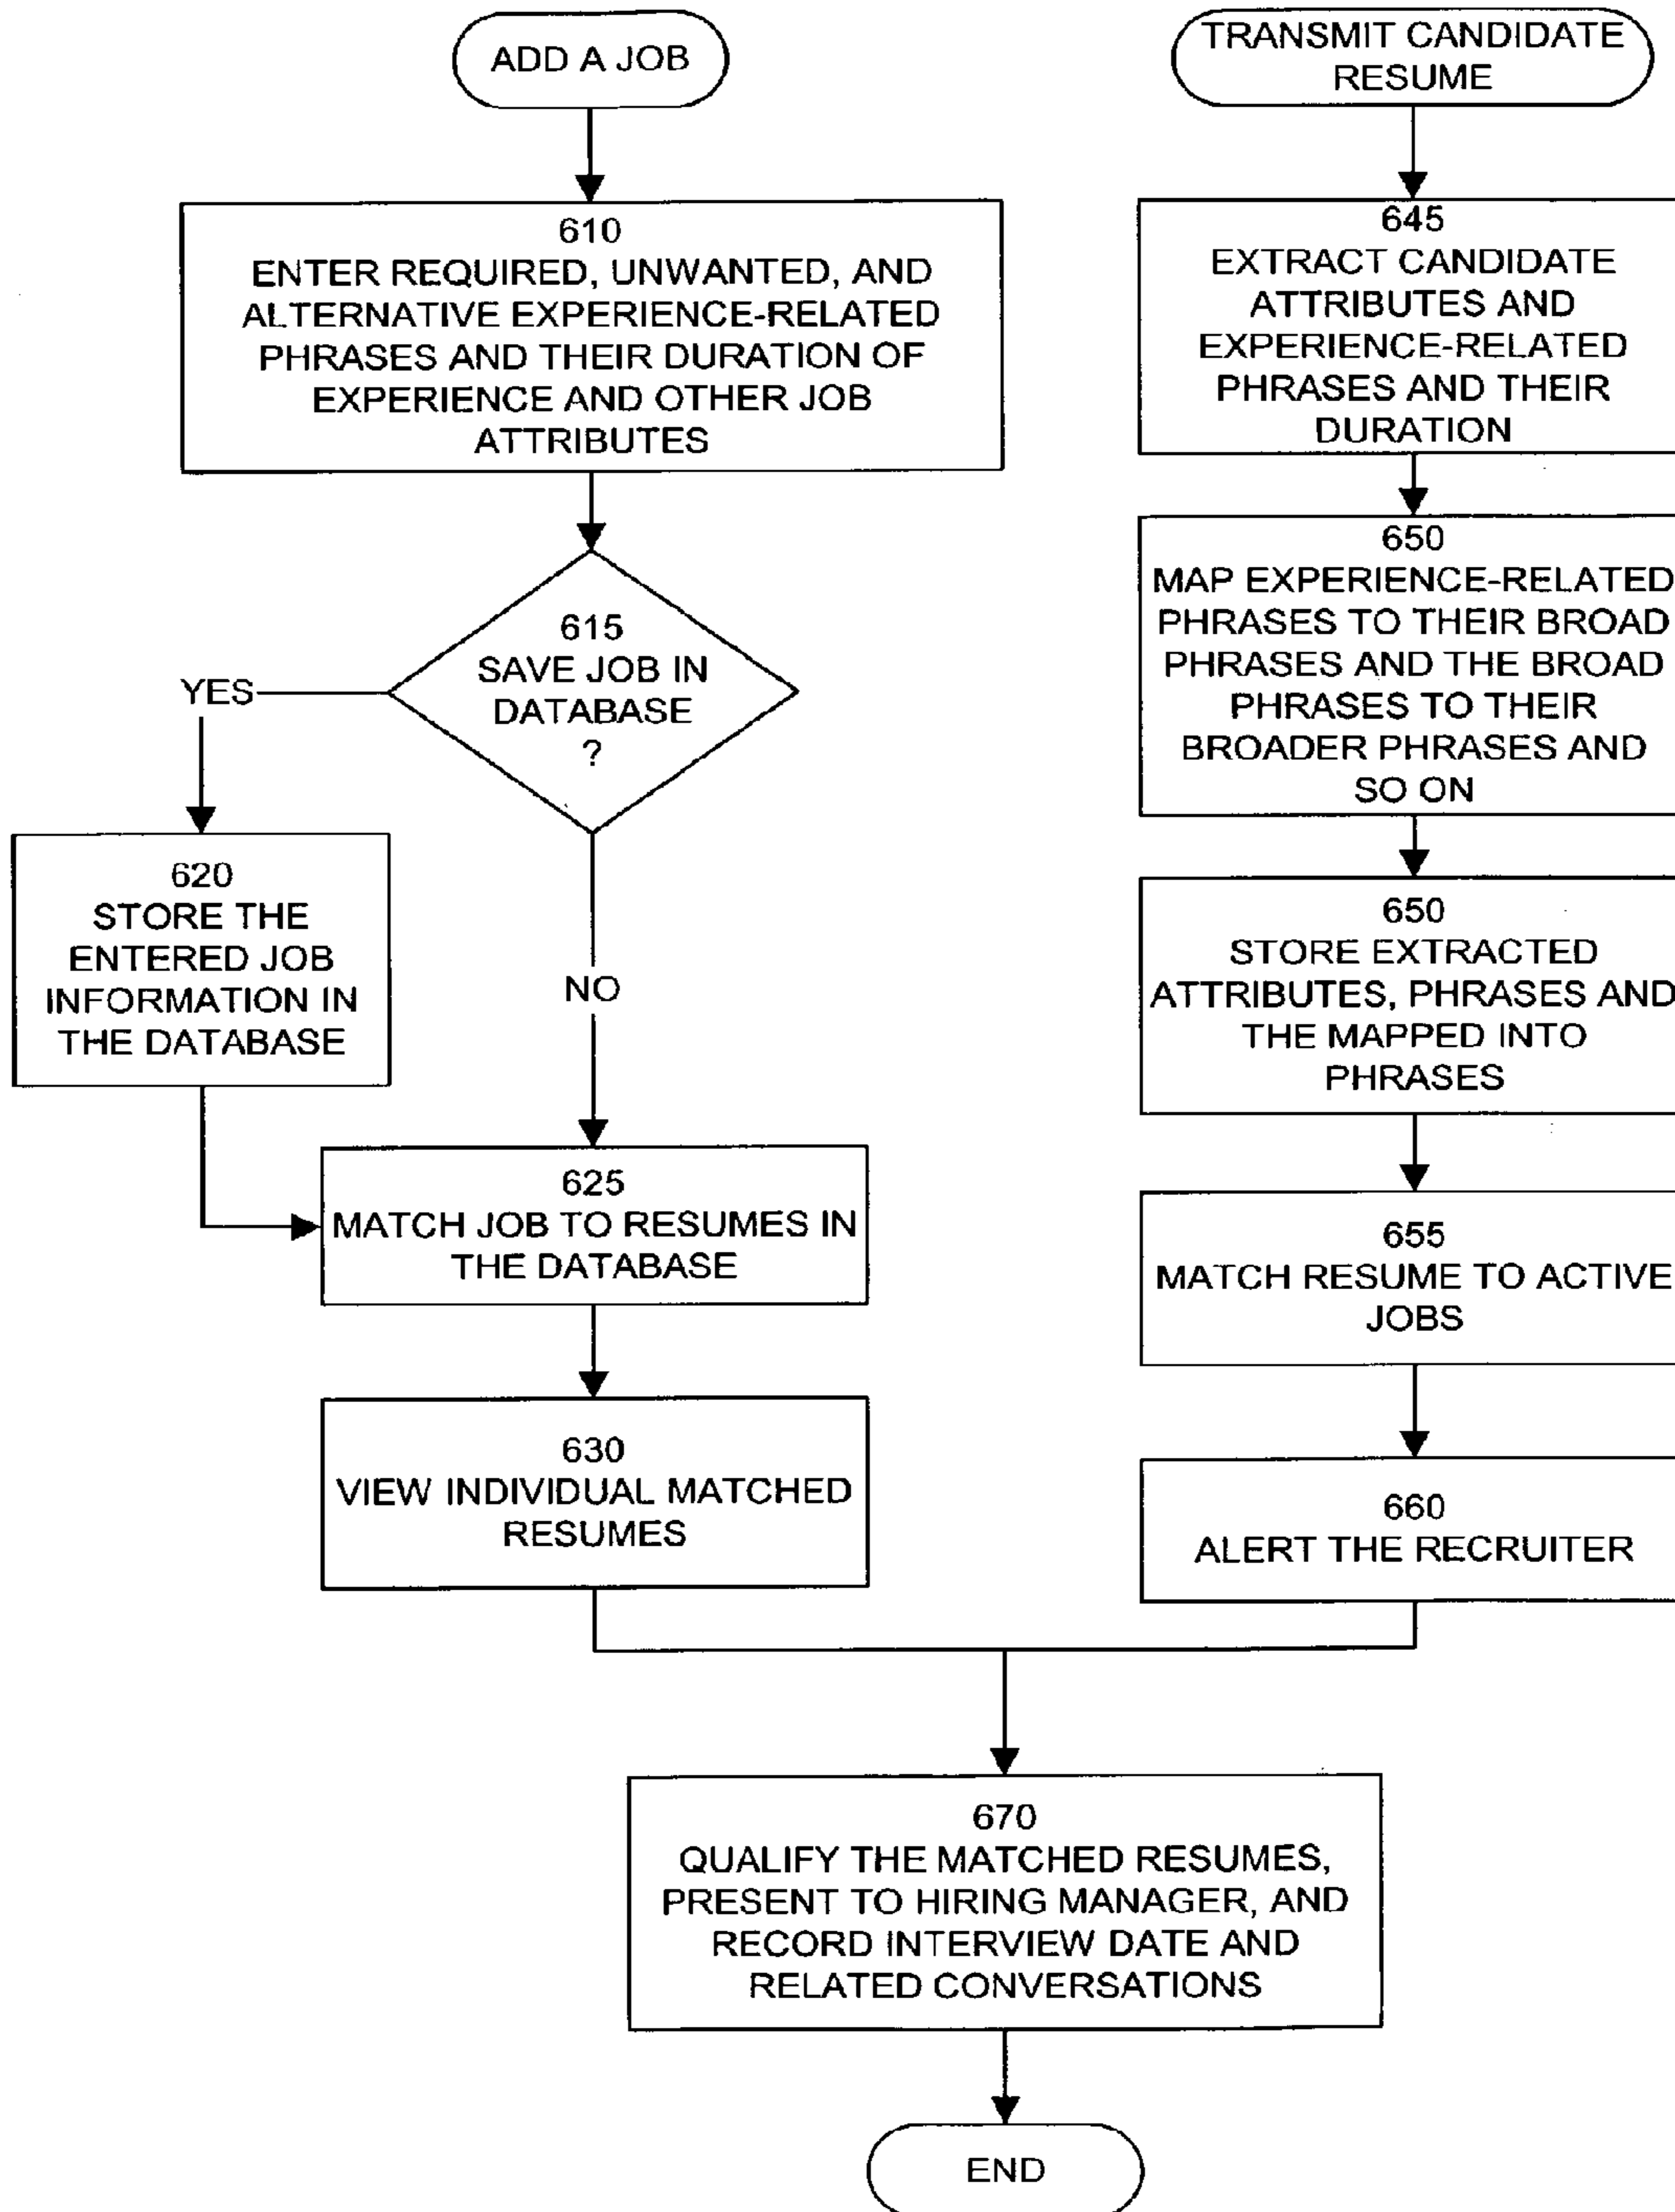 ADD A JOB
610
ENTER REQUIRED, UNWANTED, AND
ALTERNATIVE EXPERIENCE-RELATED
PHRASES AND THEIR DURATION OF
EXPERIENCE AND OTHER JOB
ATTRIBUTES
615
SAVE JOB IN
DATABASE
?
YES
620
STORE THE
ENTERED JOB
INFORMATION IN
THE DATABASE
NO
625
MATCH JOB TO RESUMES IN
THE DATABASE
630
VIEW INDIVIDUAL MATCHED
RESUMES
TRANSMIT CANDIDATE
RESUME
645
EXTRACT CANDIDATE
ATTRIBUTES AND
EXPERIENCE-RELATED
PHRASES AND THEIR
DURATION
650
MAP EXPERIENCE-RELATED
PHRASES TO THEIR BROAD
PHRASES AND THE BROAD
PHRASES TO THEIR
BROADER PHRASES AND
SO ON
650
STORE EXTRACTED
ATTRIBUTES, PHRASES AND
THE MAPPED INTO
PHRASES
655
MATCH RESUME TO ACTIVE
JOBS
660
ALERT THE RECRUITER
670
QUALIFY THE MATCHED RESUMES,
PRESENT TO HIRING MANAGER, AND
RECORD INTERVIEW DATE AND
RELATED CONVERSATIONS
END